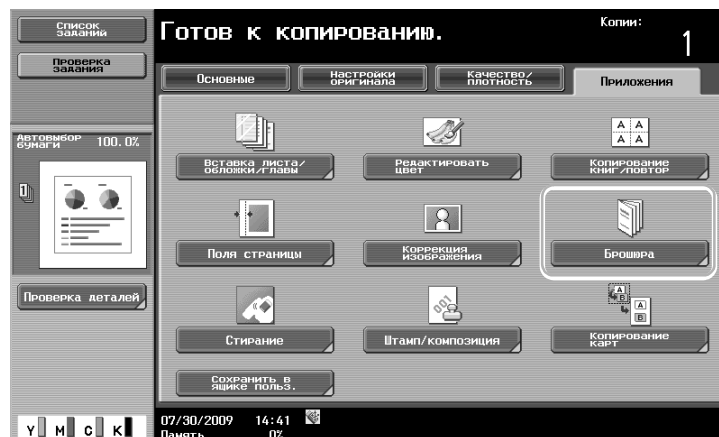 Список
заданий
Готов к копированию.
Копии:
1
Проверка
задания
Основные
Настройки
оригинала
Качество/
плотность
Приложения
Автовыбор
бумаги
100.0%
Вставка листа/
обложки/главы
Редактировать
цвет
Копирование
книг/повтор
Поля страницы
Коррекция
изображения
Брошюра
Проверка деталей
Стирание
Штамп/композиция
Копирование
карт
Сохранить в
ящике польз.
07/30/2009 14:41
Память 0%
Y M C K